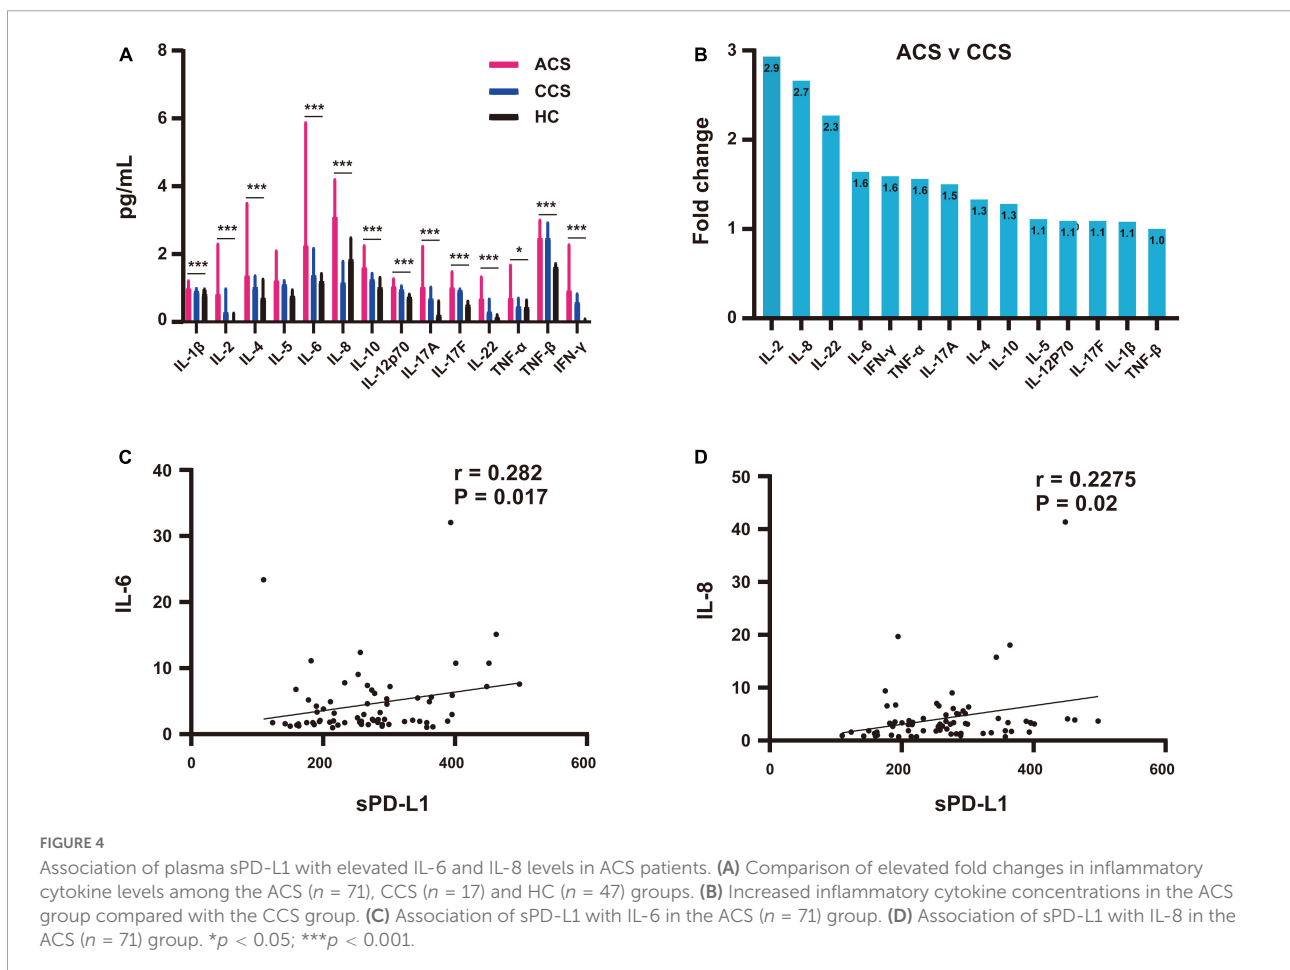 A
8
6
4
2
0
pg/mL
ACS
CCS
HC
***
***
***
***
***
***
***
***
***
***
*
***
***
IL-1β
IL-2
IL-4
IL-5
IL-6
IL-8
IL-10
IL-12p70
IL-17A
IL-17F
IL-22
TNF-α
TNF-β
IFN-γ
B
ACS v CCS
3
2
1
0
Fold change
2.9
2.7
2.3
1.6
1.6
1.6
1.5
1.3
1.3
1.1
1.1
1.1
1.1
1.0
IL-2
IL-8
IL-22
IL-6
IFN-γ
TNF-α
IL-17A
IL-4
IL-10
IL-5
IL-12P70
IL-17F
IL-1β
TNF-β
C
r = 0.282
P = 0.017
40
30
20
10
0
IL-6
0
200
400
600
sPD-L1
D
r = 0.2275
P = 0.02
50
40
30
20
10
0
IL-8
0
200
400
600
sPD-L1
FIGURE 4
Association of plasma sPD-L1 with elevated IL-6 and IL-8 levels in ACS patients. (A) Comparison of elevated fold changes in inflammatory
cytokine levels among the ACS (n = 71), CCS (n = 17) and HC (n = 47) groups. (B) Increased inflammatory cytokine concentrations in the ACS
group compared with the CCS group. (C) Association of sPD-L1 with IL-6 in the ACS (n = 71) group. (D) Association of sPD-L1 with IL-8 in the
ACS (n = 71) group. *p < 0.05; ***p < 0.001.